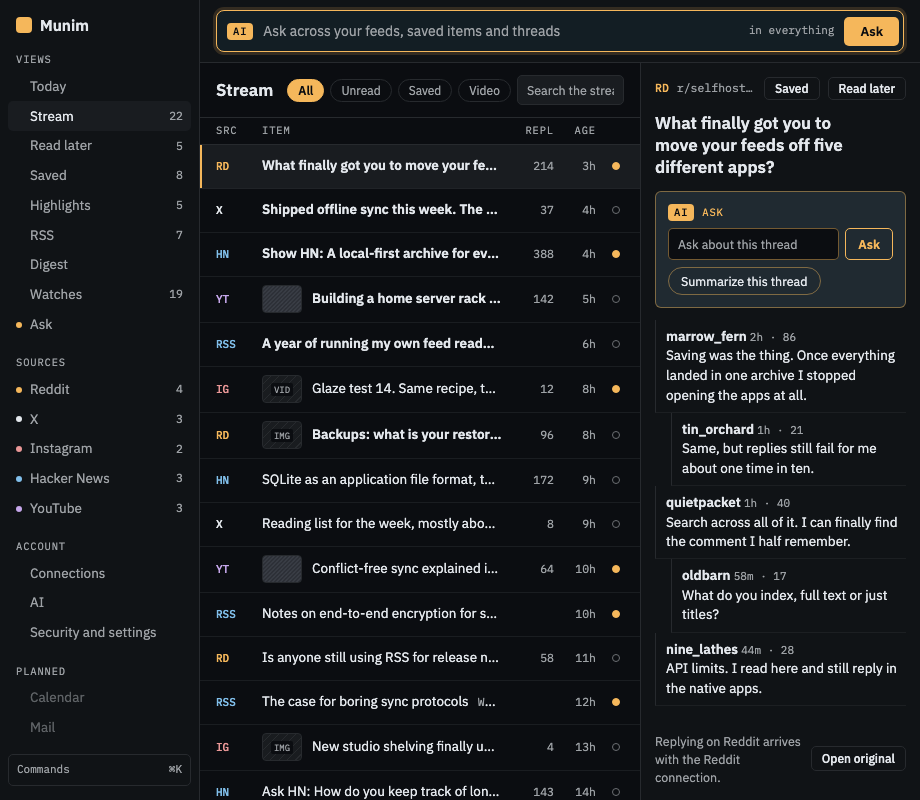 Munim
VIEWS
Today
Stream 22
Read later 5
Saved 8
Highlights 5
RSS 7
Digest
Watches 19
Ask
SOURCES
Reddit 4
X 3
Instagram 2
Hacker News 3
YouTube 3
ACCOUNT
Connections
AI
Security and settings
PLANNED
Calendar
Mail
Commands ⌘K
AI Ask across your feeds, saved items and threads in everything Ask
Stream All Unread Saved Video Search the strea
SRC ITEM REPL AGE
RD What finally got you to move your fe... 214 3h
X Shipped offline sync this week. The ... 37 4h
HN Show HN: A local-first archive for ev... 388 4h
YT Building a home server rack ... 142 5h
RSS A year of running my own feed read... 6h
IG VID Glaze test 14. Same recipe, t... 12 8h
RD IMG Backups: what is your restor... 96 8h
HN SQLite as an application file format, t... 172 9h
X Reading list for the week, mostly abo... 8 9h
YT Conflict-free sync explained i... 64 10h
RSS Notes on end-to-end encryption for s... 10h
RD Is anyone still using RSS for release n... 58 11h
RSS The case for boring sync protocols W... 12h
IG IMG New studio shelving finally u... 4 13h
HN Ask HN: How do you keep track of lon... 143 14h
RD r/selfhost... Saved Read later
What finally got you to
move your feeds off five
different apps?
AI ASK
Ask about this thread Ask
Summarize this thread
marrow_fern 2h · 86
Saving was the thing. Once everything
landed in one archive I stopped
opening the apps at all.
tin_orchard 1h · 21
Same, but replies still fail for me
about one time in ten.
quietpacket 1h · 40
Search across all of it. I can finally find
the comment I half remember.
oldbarn 58m · 17
What do you index, full text or just
titles?
nine_lathes 44m · 28
API limits. I read here and still reply in
the native apps.
Replying on Reddit arrives
with the Reddit
connection.
Open original